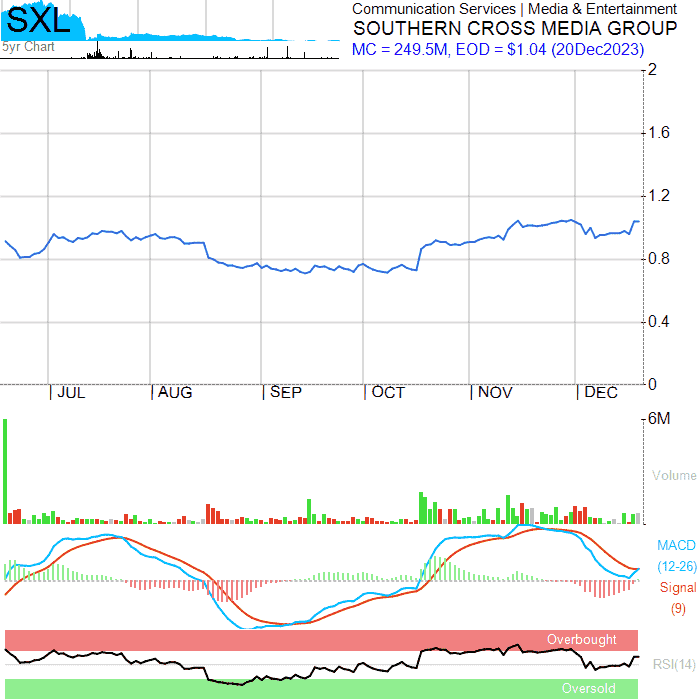 SXL
5yr Chart
Communication Services | Media & Entertainment
SOUTHERN CROSS MEDIA GROUP
MC = 249.5M, EOD = $1.04 (20Dec2023)
2
1.6
1.2
0.8
0.4
0
JUL
AUG
SEP
OCT
NOV
DEC
6M
Volume
MACD
(12-26)
Signal
(9)
Overbought
RSI(14)
Oversold